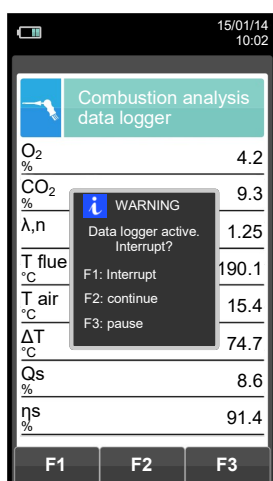 15/01/14
10:02
Combustion analysis
data logger
O2
%
4.2
CO2
%
9.3
λ,n
1.25
T flue
°C
190.1
T air
°C
15.4
ΔT
°C
74.7
Qs
%
8.6
ηs
%
91.4
i WARNING
Data logger active.
Interrupt?
F1: Interrupt
F2: continue
F3: pause
F1 F2 F3